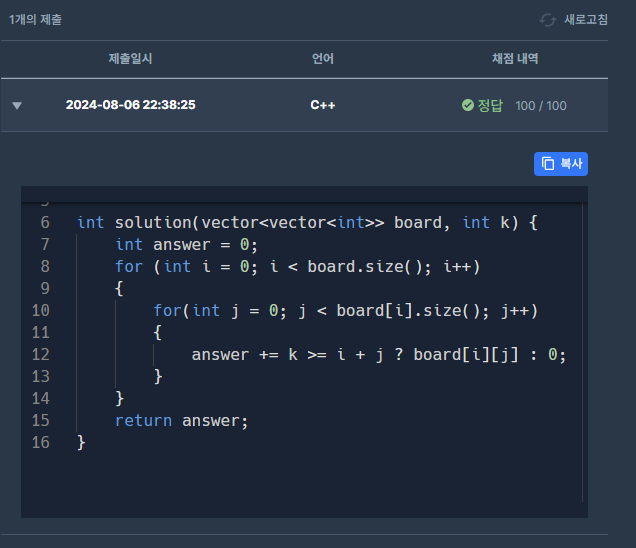 1개의 제출 새로고침
제출일시 언어 채점 내역
2024-08-06 22:38:25 C++ 정답 100 / 100
복사
6 int solution(vector<vector<int>> board, int k) {
7 int answer = 0;
8 for (int i = 0; i < board.size(); i++)
9 {
10 for(int j = 0; j < board[i].size(); j++)
11 {
12 answer += k >= i + j ? board[i][j] : 0;
13 }
14 }
15 return answer;
16 }